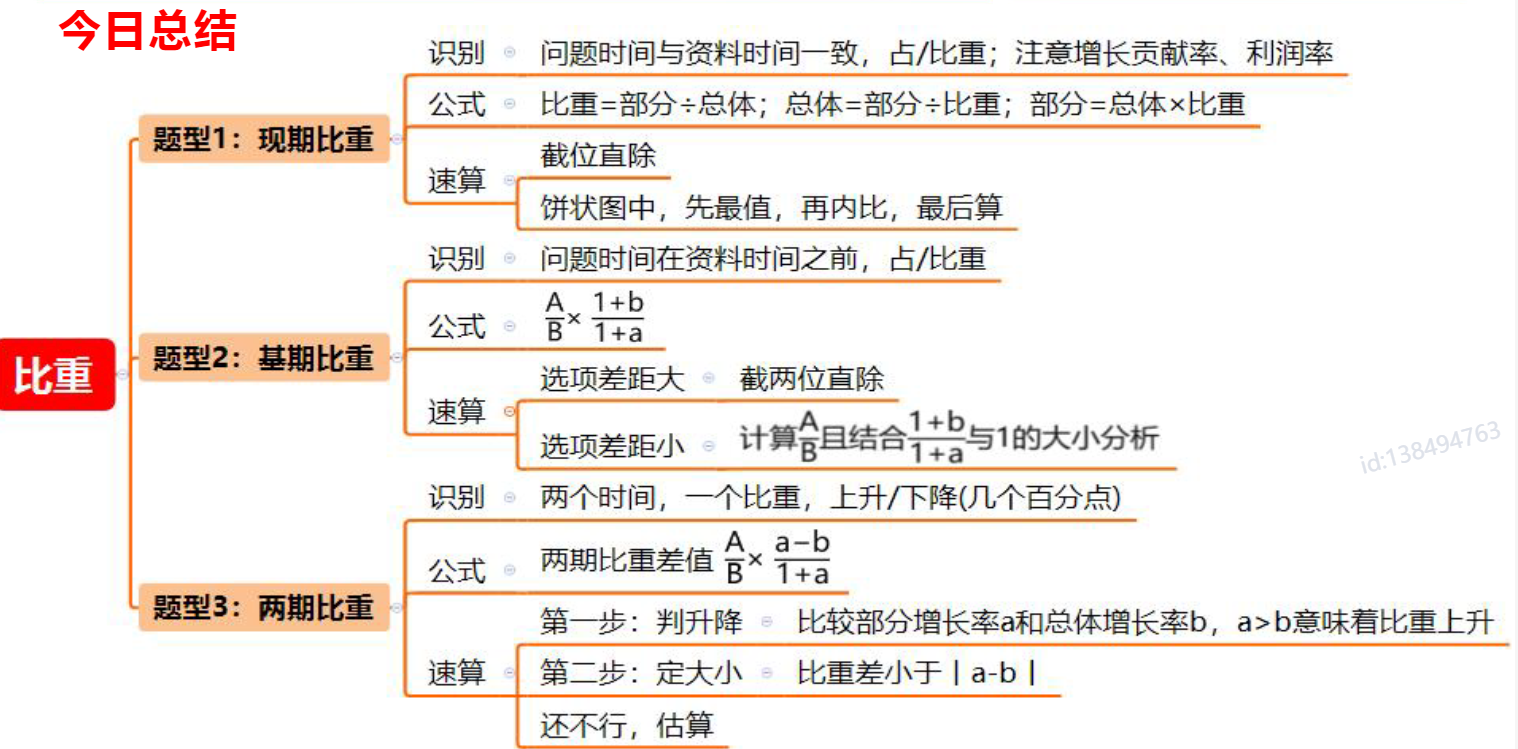 今日总结
比重
题型1：现期比重
识别 问题时间与资料时间一致，占/比重；注意增长贡献率、利润率
公式 比重=部分÷总体；总体=部分÷比重；部分=总体×比重
速算
截位直除
饼状图中，先最值，再内比，最后算
题型2：基期比重
识别 问题时间在资料时间之前，占/比重
公式 A/B × (1+b)/(1+a)
速算
选项差距大 截两位直除
选项差距小 计算A/B且结合(1+b)/(1+a)与1的大小分析
题型3：两期比重
识别 两个时间，一个比重，上升/下降(几个百分点)
公式 两期比重差值 A/B × (a−b)/(1+a)
速算
第一步：判升降 比较部分增长率a和总体增长率b，a>b意味着比重上升
第二步：定大小 比重差小于｜a-b｜
还不行，估算
id:138494763